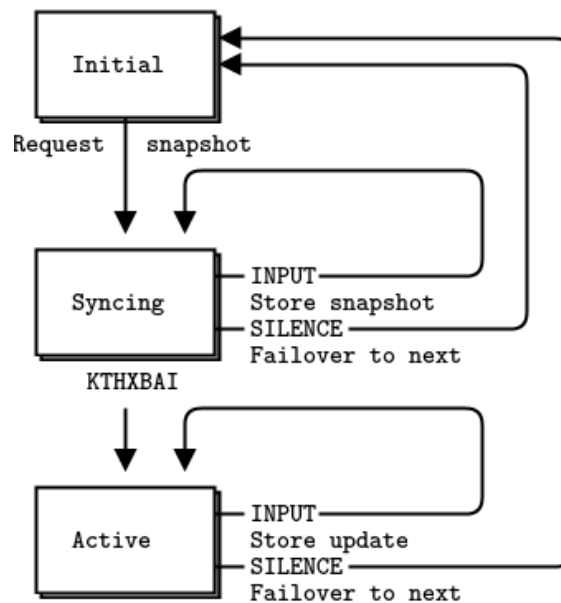 Initial
Request snapshot
Syncing
INPUT
Store snapshot
SILENCE
Failover to next
KTHXBAI
Active
INPUT
Store update
SILENCE
Failover to next